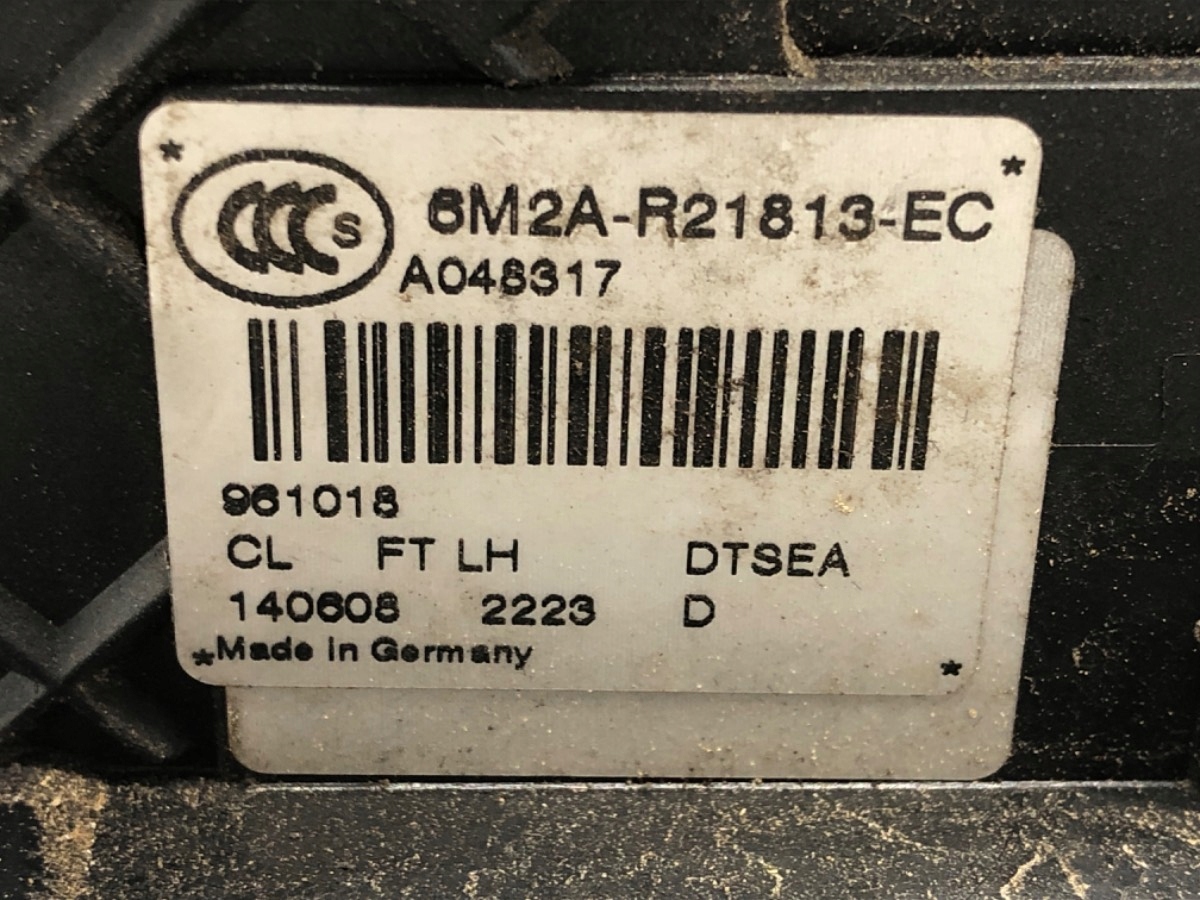 CCC S 6M2A-R21813-EC
A048317
961018
CL FT LH DTSEA
140608 2223 D
*Made in Germany